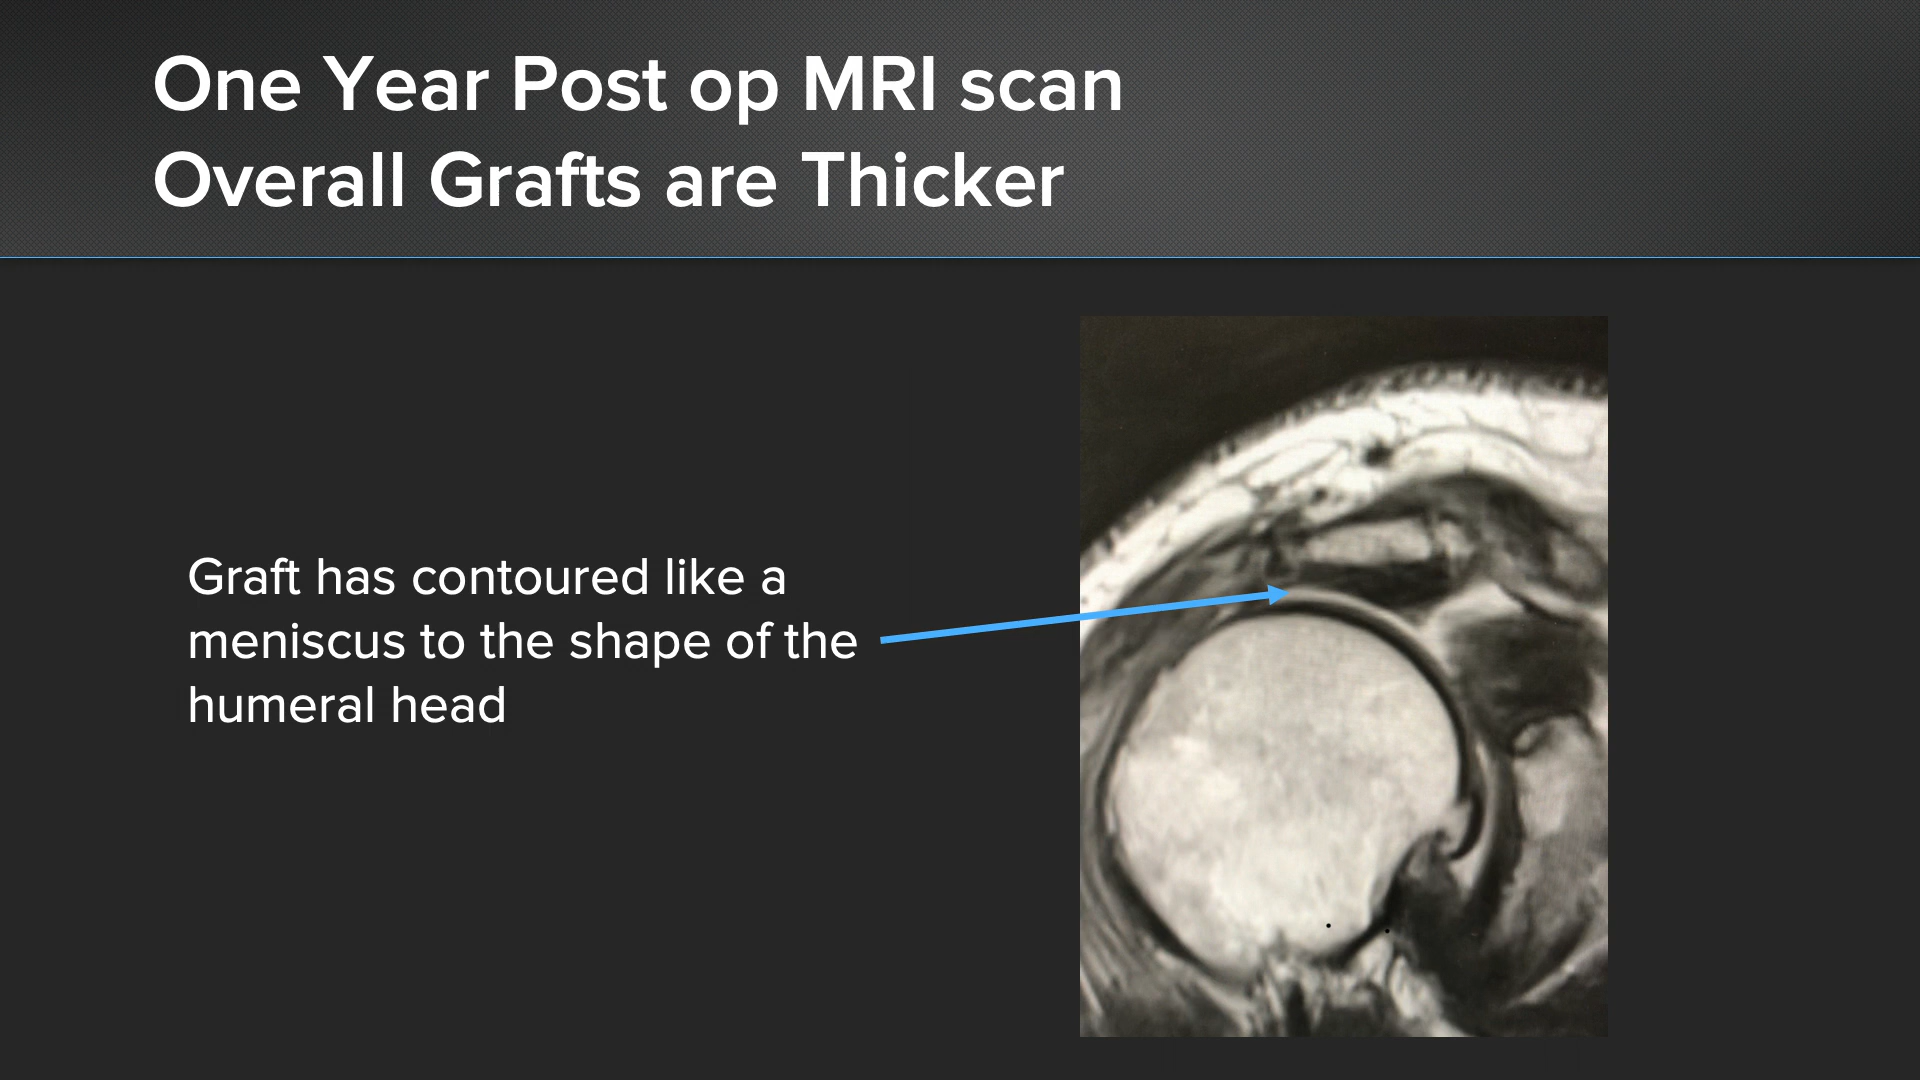 One Year Post op MRI scan
Overall Grafts are Thicker
Graft has contoured like a
meniscus to the shape of the
humeral head